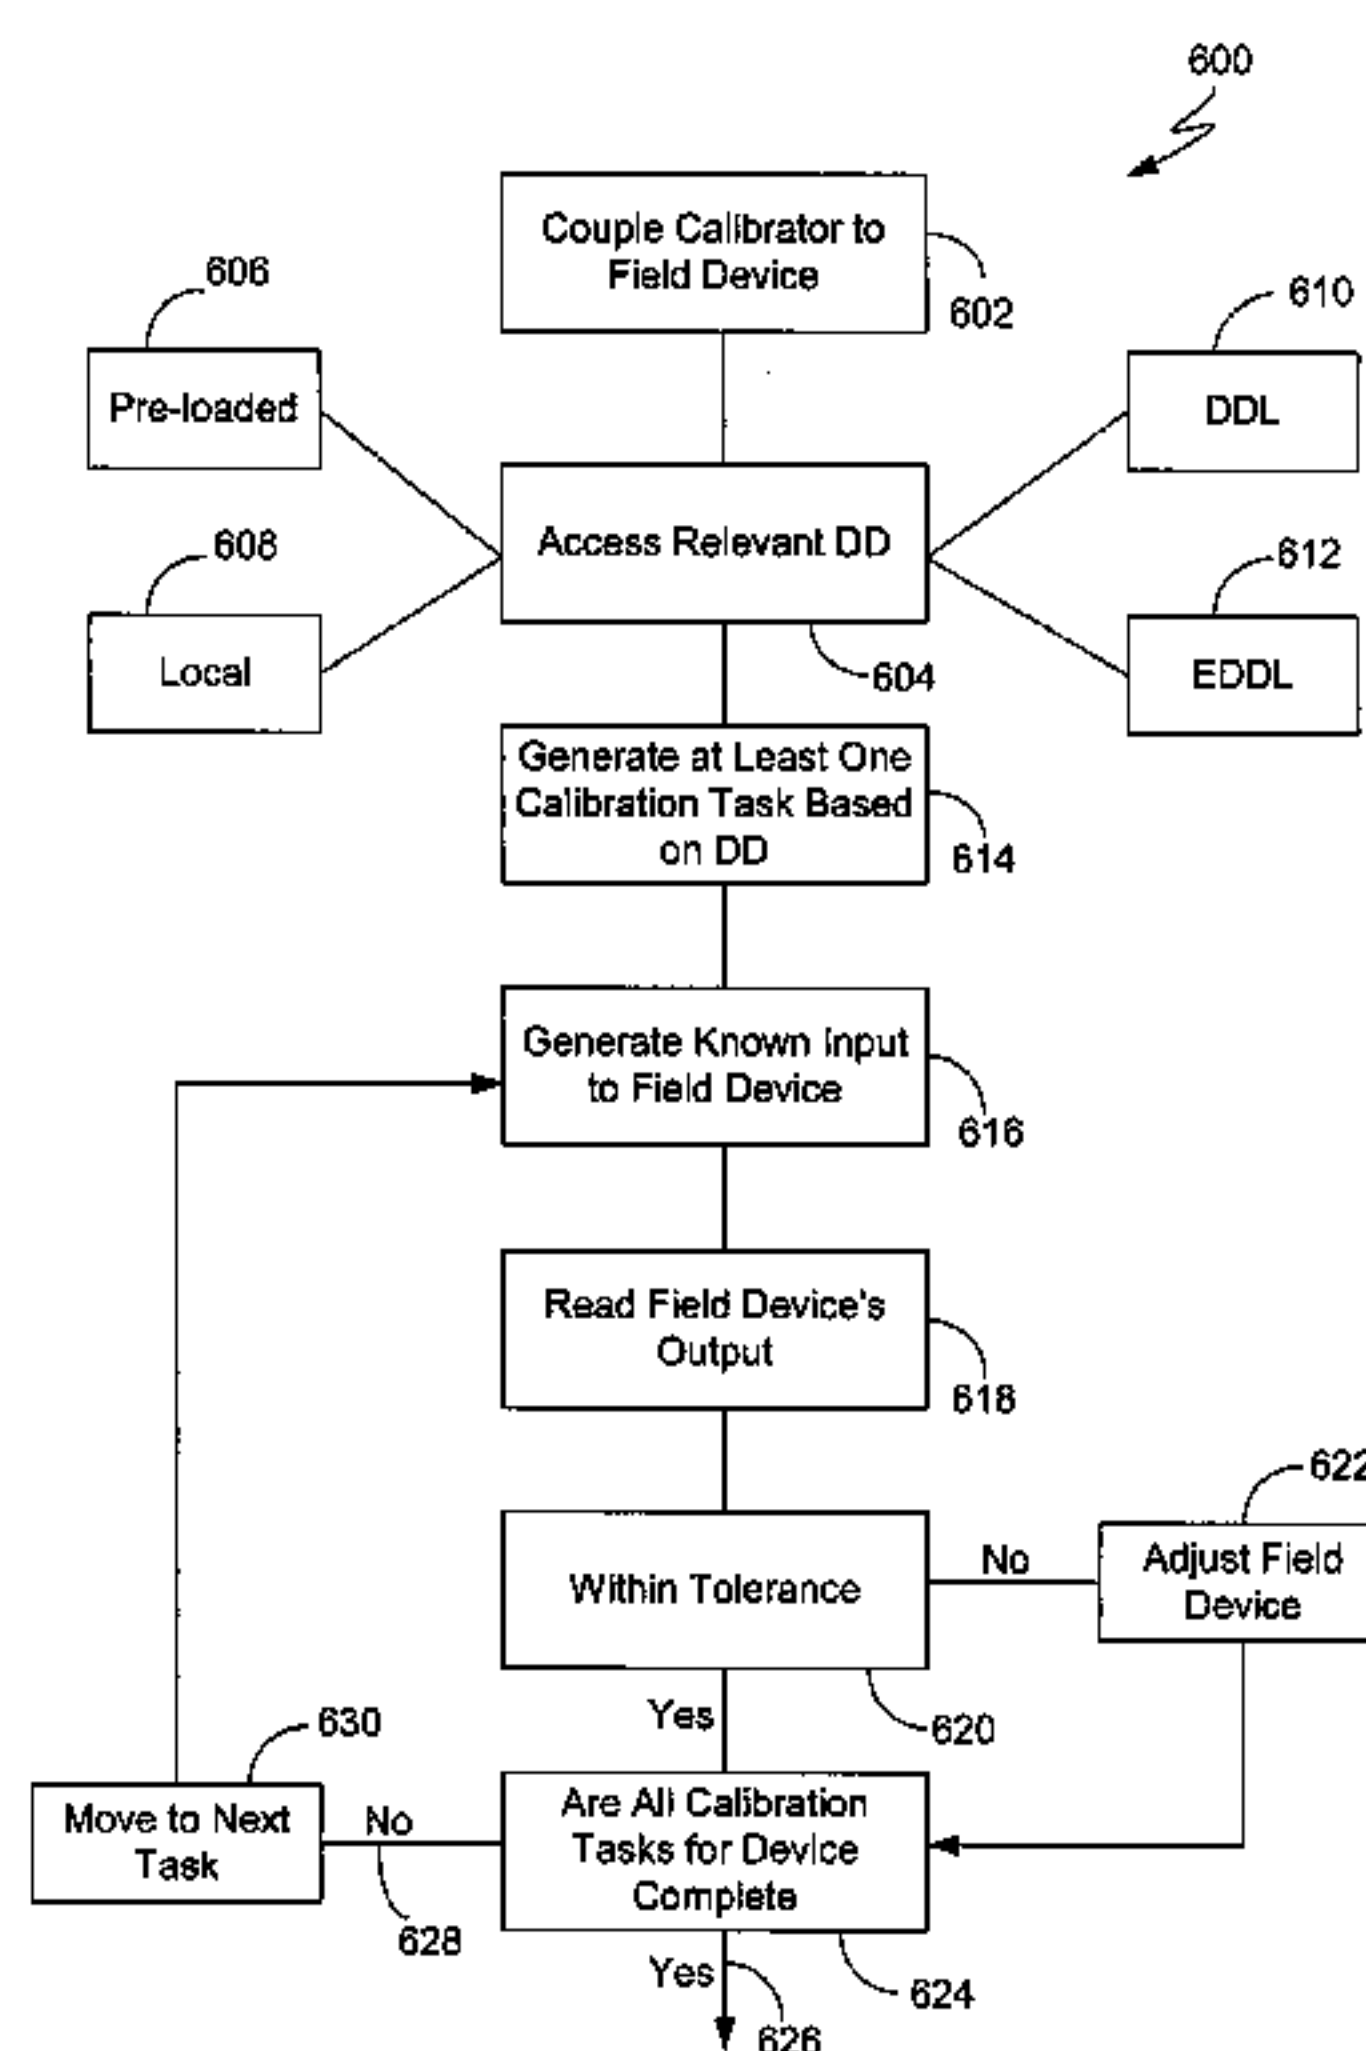 600
Couple Calibrator to
Field Device
602
606
Pre-loaded
610
DDL
Access Relevant DD
604
608
Local
612
EDDL
Generate at Least One
Calibration Task Based
on DD
614
Generate Known Input
to Field Device
616
Read Field Device's
Output
618
Within Tolerance
620
No
622
Adjust Field
Device
Yes
630
Move to Next
Task
No
628
Are All Calibration
Tasks for Device
Complete
624
Yes
626